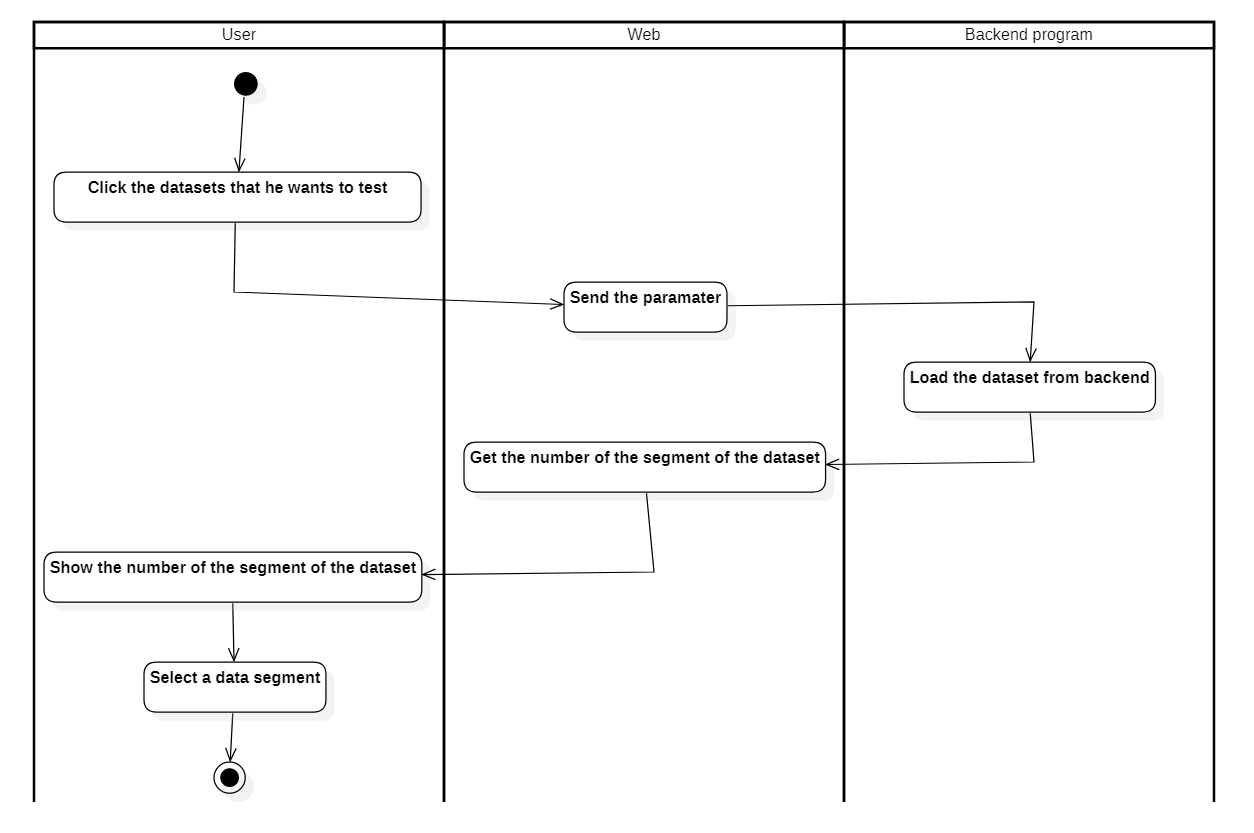 User
Web
Backend program
Click the datasets that he wants to test
Send the paramater
Load the dataset from backend
Get the number of the segment of the dataset
Show the number of the segment of the dataset
Select a data segment